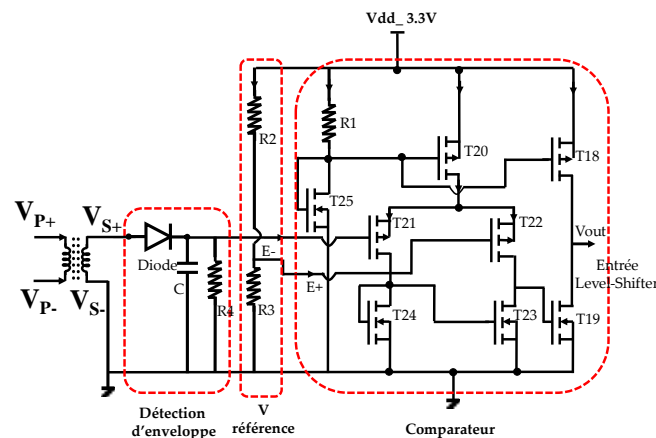 Vdd_ 3.3V
R2
R1
T20
T18
T25
T21
T22
VP+
VS+
Vout
Diode
E-
Entrée
Level-Shifter
E+
C
R4
R3
VP-
VS-
T24
T23
T19
Détection
d'enveloppe
V
référence
Comparateur